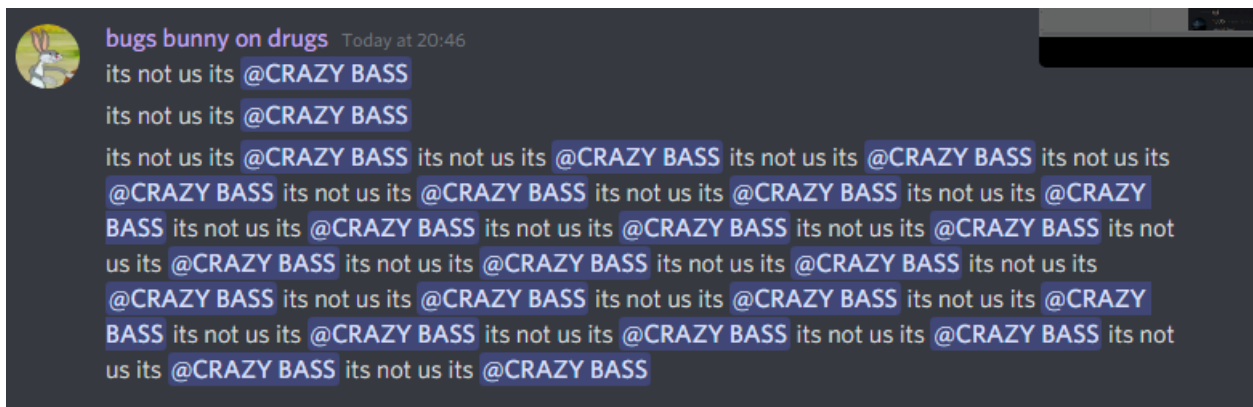 bugs bunny on drugs Today at 20:46
its not us its @CRAZY BASS
its not us its @CRAZY BASS
its not us its @CRAZY BASS its not us its @CRAZY BASS its not us its @CRAZY BASS its not us its
@CRAZY BASS its not us its @CRAZY BASS its not us its @CRAZY BASS its not us its @CRAZY
BASS its not us its @CRAZY BASS its not us its @CRAZY BASS its not us its @CRAZY BASS its not
us its @CRAZY BASS its not us its @CRAZY BASS its not us its @CRAZY BASS its not us its
@CRAZY BASS its not us its @CRAZY BASS its not us its @CRAZY BASS its not us its @CRAZY
BASS its not us its @CRAZY BASS its not us its @CRAZY BASS its not us its @CRAZY BASS its not
us its @CRAZY BASS its not us its @CRAZY BASS